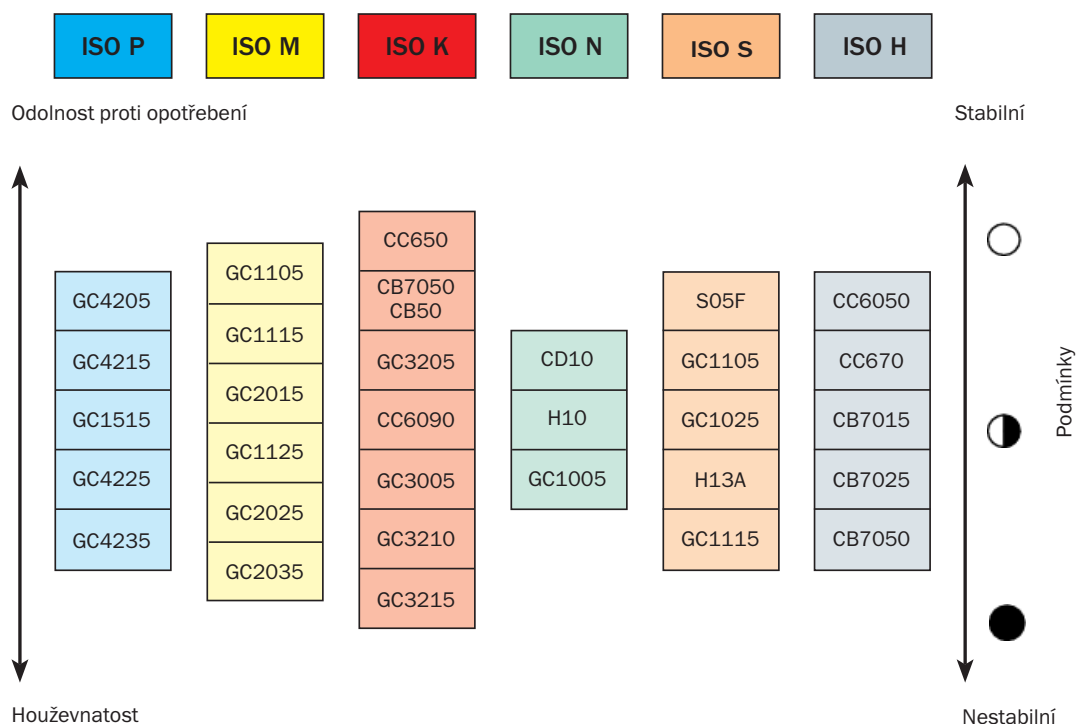 ISO P
ISO M
ISO K
ISO N
ISO S
ISO H
Odolnost proti opotřebení
Stabilní
GC4205
GC4215
GC1515
GC4225
GC4235
GC1105
GC1115
GC2015
GC1125
GC2025
GC2035
CC650
CB7050
CB50
GC3205
CC6090
GC3005
GC3210
GC3215
CD10
H10
GC1005
S05F
GC1105
GC1025
H13A
GC1115
CC6050
CC670
CB7015
CB7025
CB7050
Podmínky
Houževnatost
Nestabilní